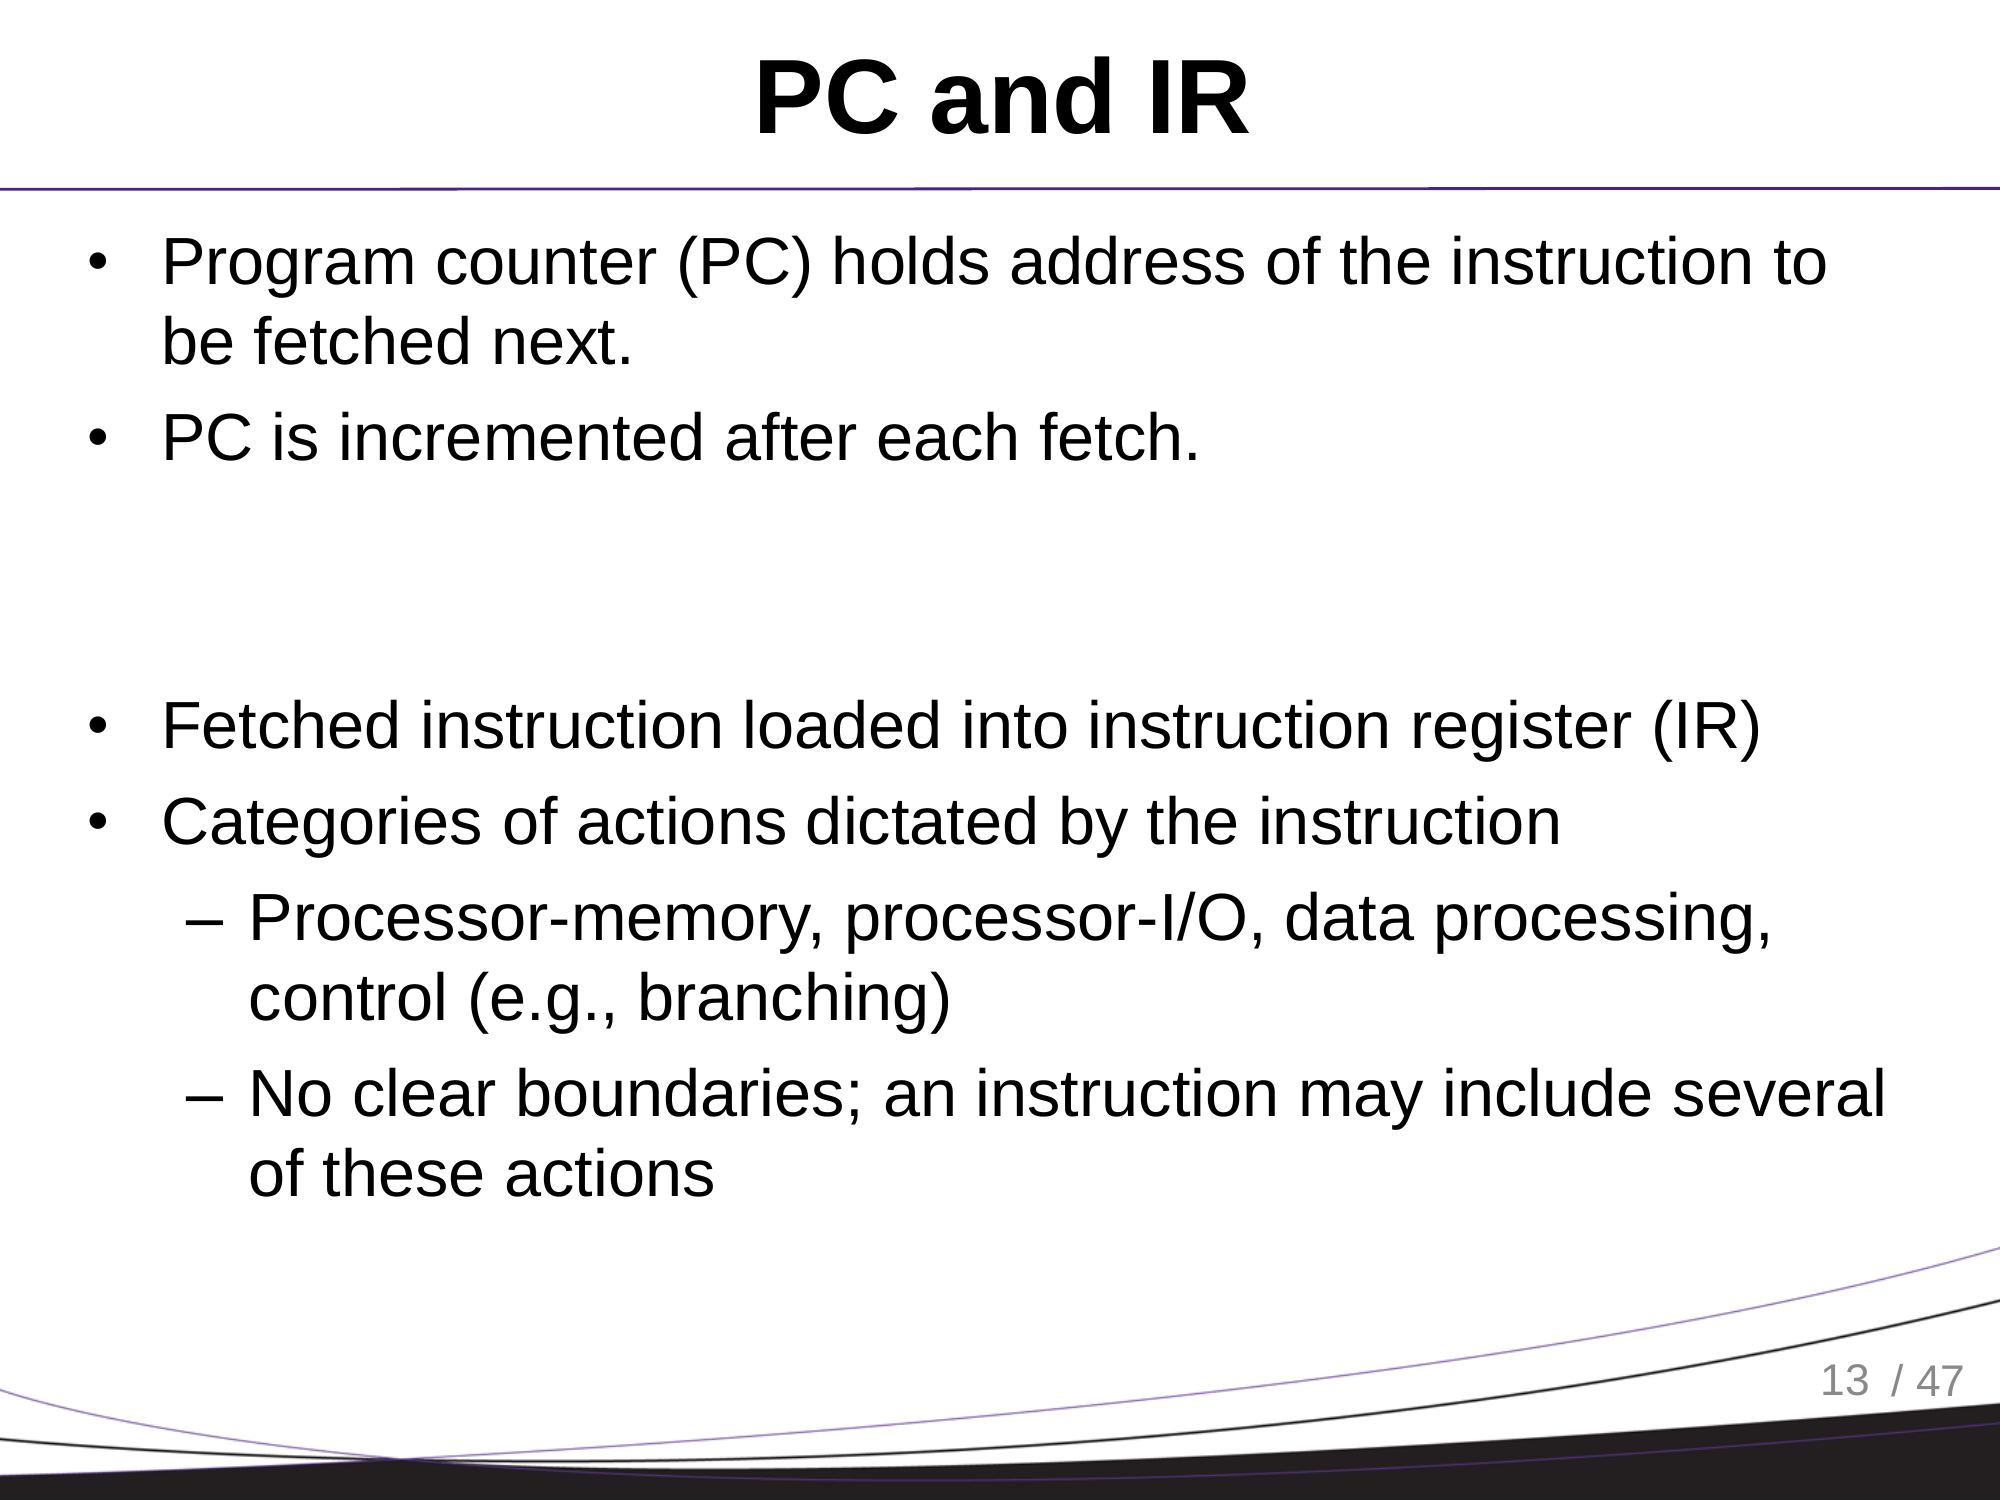 PC and IR
• Program counter (PC) holds address of the instruction to
be fetched next.
• PC is incremented after each fetch.
• Fetched instruction loaded into instruction register (IR)
• Categories of actions dictated by the instruction
– Processor-memory, processor-I/O, data processing,
control (e.g., branching)
– No clear boundaries; an instruction may include several
of these actions
13 / 47